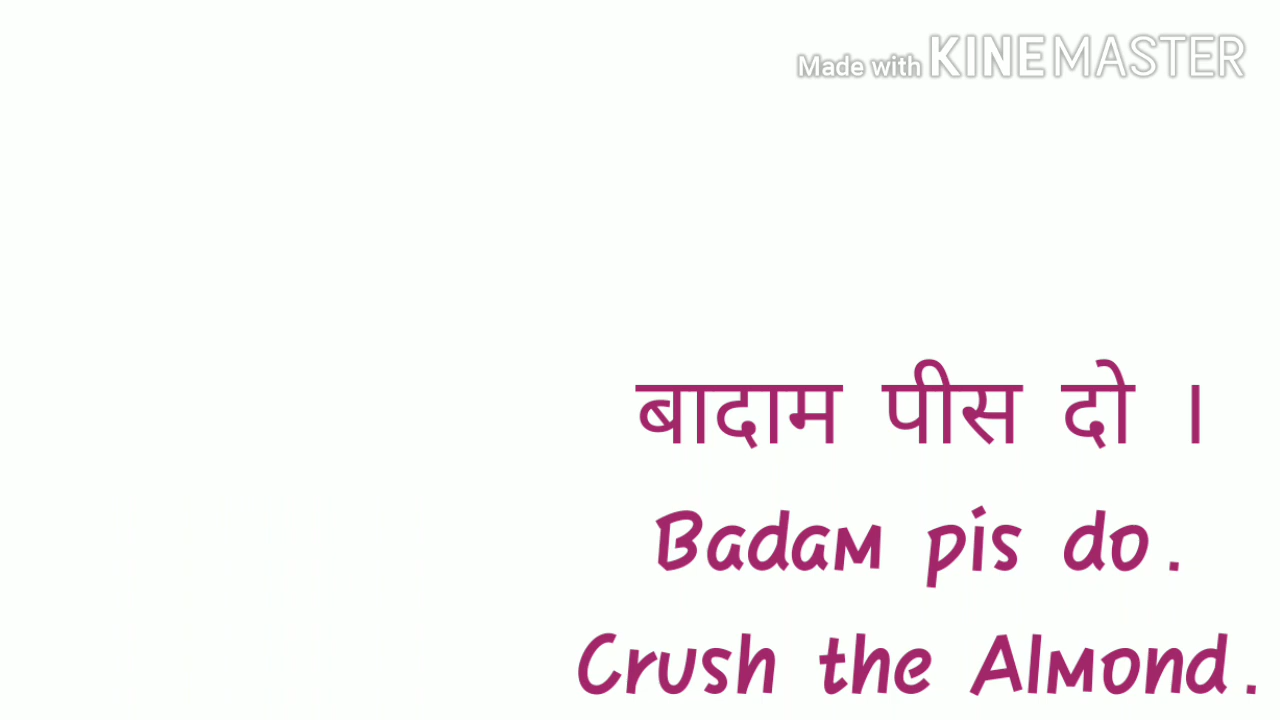 Made with KINEMASTER
बादाम पीस दो ।
Badam pis do.
Crush the Almond.